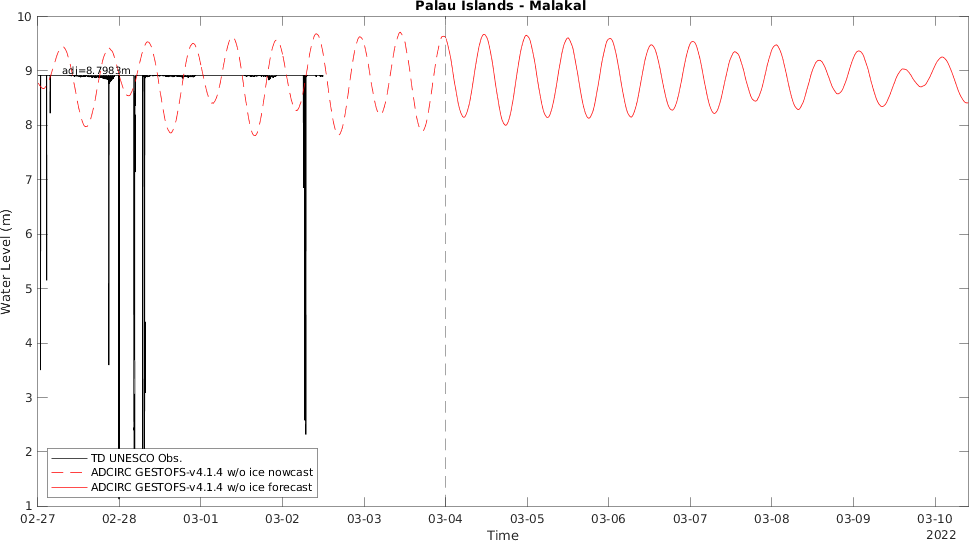 Palau Islands - Malakal
Water Level (m)
10
9
8
7
6
5
4
3
2
1
adj=8.7983m
TD UNESCO Obs.
ADCIRC GESTOFS-v4.1.4 w/o ice nowcast
ADCIRC GESTOFS-v4.1.4 w/o ice forecast
02-27 02-28 03-01 03-02 03-03 03-04 03-05 03-06 03-07 03-08 03-09 03-10
2022
Time